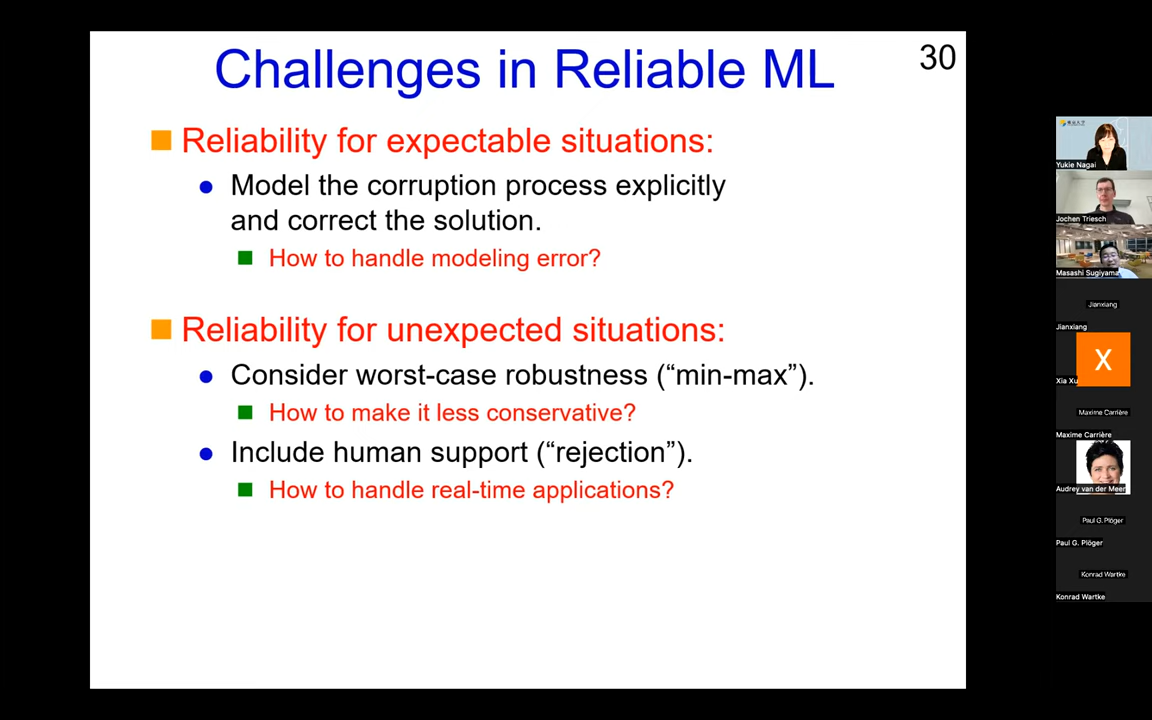 Challenges in Reliable ML
30
Reliability for expectable situations:
Model the corruption process explicitly
and correct the solution.
How to handle modeling error?
Reliability for unexpected situations:
Consider worst-case robustness (“min-max”).
How to make it less conservative?
Include human support (“rejection”).
How to handle real-time applications?
Yukie Nagai
Jochen Triesch
Masashi Sugiyama
Jianxiang
Jianxiang
X
Xia Xu
Maxime Carrière
Maxime Carrière
Audrey van der Meer
Paul G. Plöger
Paul G. Plöger
Konrad Wartke
Konrad Wartke